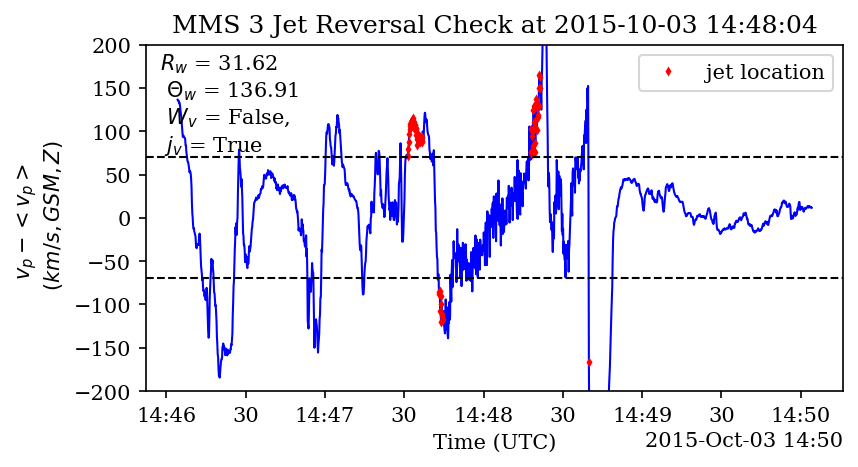 MMS 3 Jet Reversal Check at 2015-10-03 14:48:04
R_w = 31.62
Θ_w = 136.91
W_v = False,
j_v = True
jet location
v_p − < v_p >
(km/s, GSM, Z)
200
150
100
50
0
−50
−100
−150
−200
14:46 30 14:47 30 14:48 30 14:49 30 14:50
Time (UTC)
2015-Oct-03 14:50